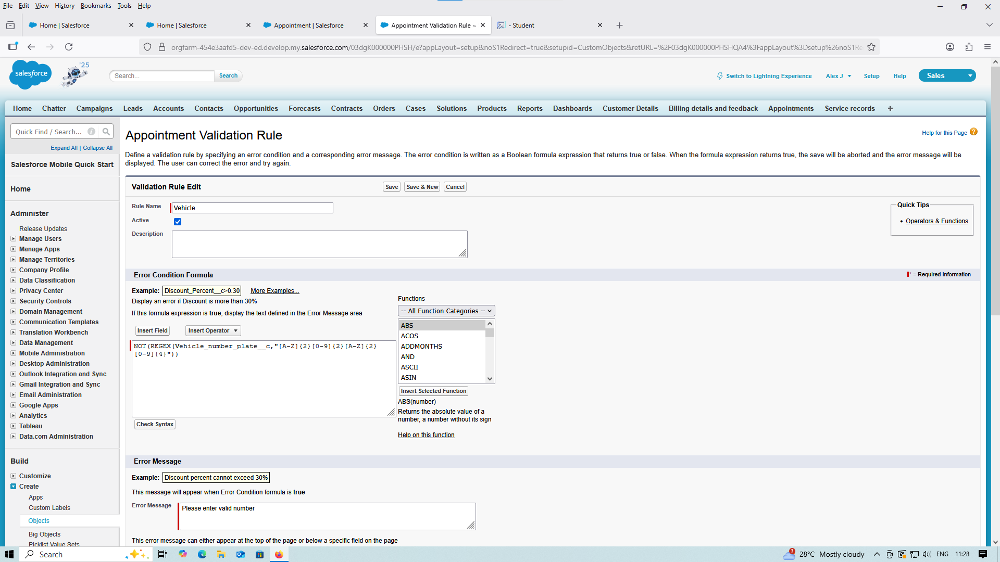 File Edit View History Bookmarks Tools Help
Home | Salesforce
Home | Salesforce
Appointment | Salesforce
Appointment Validation Rule ~
- Student
orgfarm-454e3aafd5-dev-ed.develop.my.salesforce.com/03dgK000000PHSH/e?appLayout=setup&noS1Redirect=true&setupid=CustomObjects&retURL=%2F03dgK000000PHSHQA4%3FappLayout%3Dsetup%26noS1Re
salesforce
'25
Search...
Search
Switch to Lightning Experience
Alex J
Setup
Help
Sales
Home Chatter Campaigns Leads Accounts Contacts Opportunities Forecasts Contracts Orders Cases Solutions Products Reports Dashboards Customer Details Billing details and feedback Appointments Service records +
Quick Find / Search...
Expand All | Collapse All
Salesforce Mobile Quick Start
Home
Administer
Release Updates
Manage Users
Manage Apps
Manage Territories
Company Profile
Data Classification
Privacy Center
Security Controls
Domain Management
Communication Templates
Translation Workbench
Data Management
Mobile Administration
Desktop Administration
Outlook Integration and Sync
Gmail Integration and Sync
Email Administration
Google Apps
Analytics
Tableau
Data.com Administration
Build
Customize
Create
Apps
Custom Labels
Objects
Big Objects
Picklist Value Sets
Appointment Validation Rule
Help for this Page
Define a validation rule by specifying an error condition and a corresponding error message. The error condition is written as a Boolean formula expression that returns true or false. When the formula expression returns true, the save will be aborted and the error message will be
displayed. The user can correct the error and try again.
Validation Rule Edit
Save
Save & New
Cancel
Rule Name
Vehicle
Active
Description
Quick Tips
• Operators & Functions
Error Condition Formula
* = Required Information
Example: Discount_Percent__c>0.30 More Examples...
Display an error if Discount is more than 30%
If this formula expression is true, display the text defined in the Error Message area
Insert Field
Insert Operator
NOT(REGEX(Vehicle_number_plate__c,"[A-Z]{2}[0-9]{2}[A-Z]{2}
[0-9]{4}"))
Check Syntax
Functions
-- All Function Categories --
ABS
ACOS
ADDMONTHS
AND
ASCII
ASIN
Insert Selected Function
ABS(number)
Returns the absolute value of a
number, a number without its sign
Help on this function
Error Message
Example: Discount percent cannot exceed 30%
This message will appear when Error Condition formula is true
Error Message
Please enter valid number
This error message can either appear at the top of the page or below a specific field on the page
Search
3
28°C Mostly cloudy
ENG
11:28